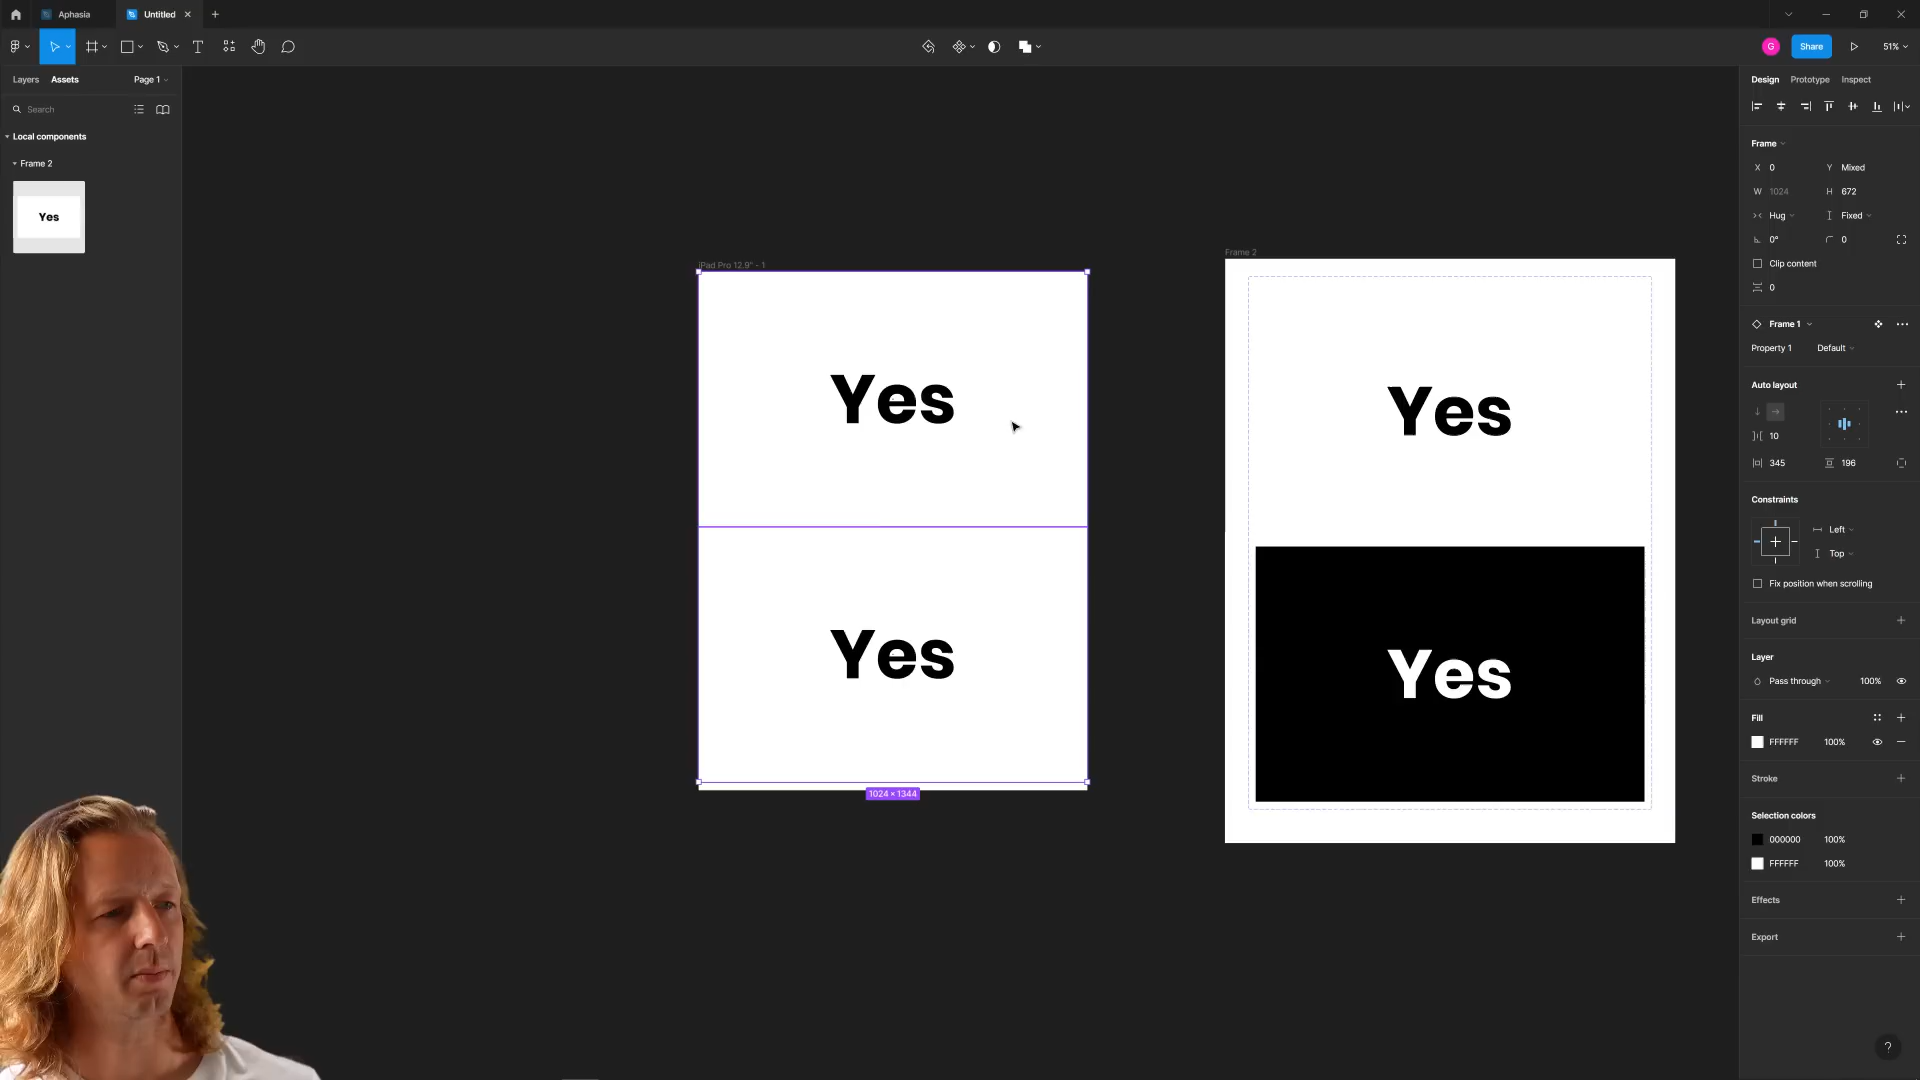 Aphasia
Untitled
G
Share
51%
Layers
Assets
Page 1
Search
Local components
Frame 2
Yes
iPad Pro 12.9" - 1
Yes
Yes
1024 × 1344
Frame 2
Yes
Yes
Design
Prototype
Inspect
Frame
X 0
Y Mixed
W 1024
H 672
Hug
Fixed
0°
0
Clip content
0
Frame 1
Property 1
Default
Auto layout
10
345
196
Constraints
Left
Top
Fix position when scrolling
Layout grid
Layer
Pass through
100%
Fill
FFFFFF
100%
Stroke
Selection colors
000000
100%
FFFFFF
100%
Effects
Export
?